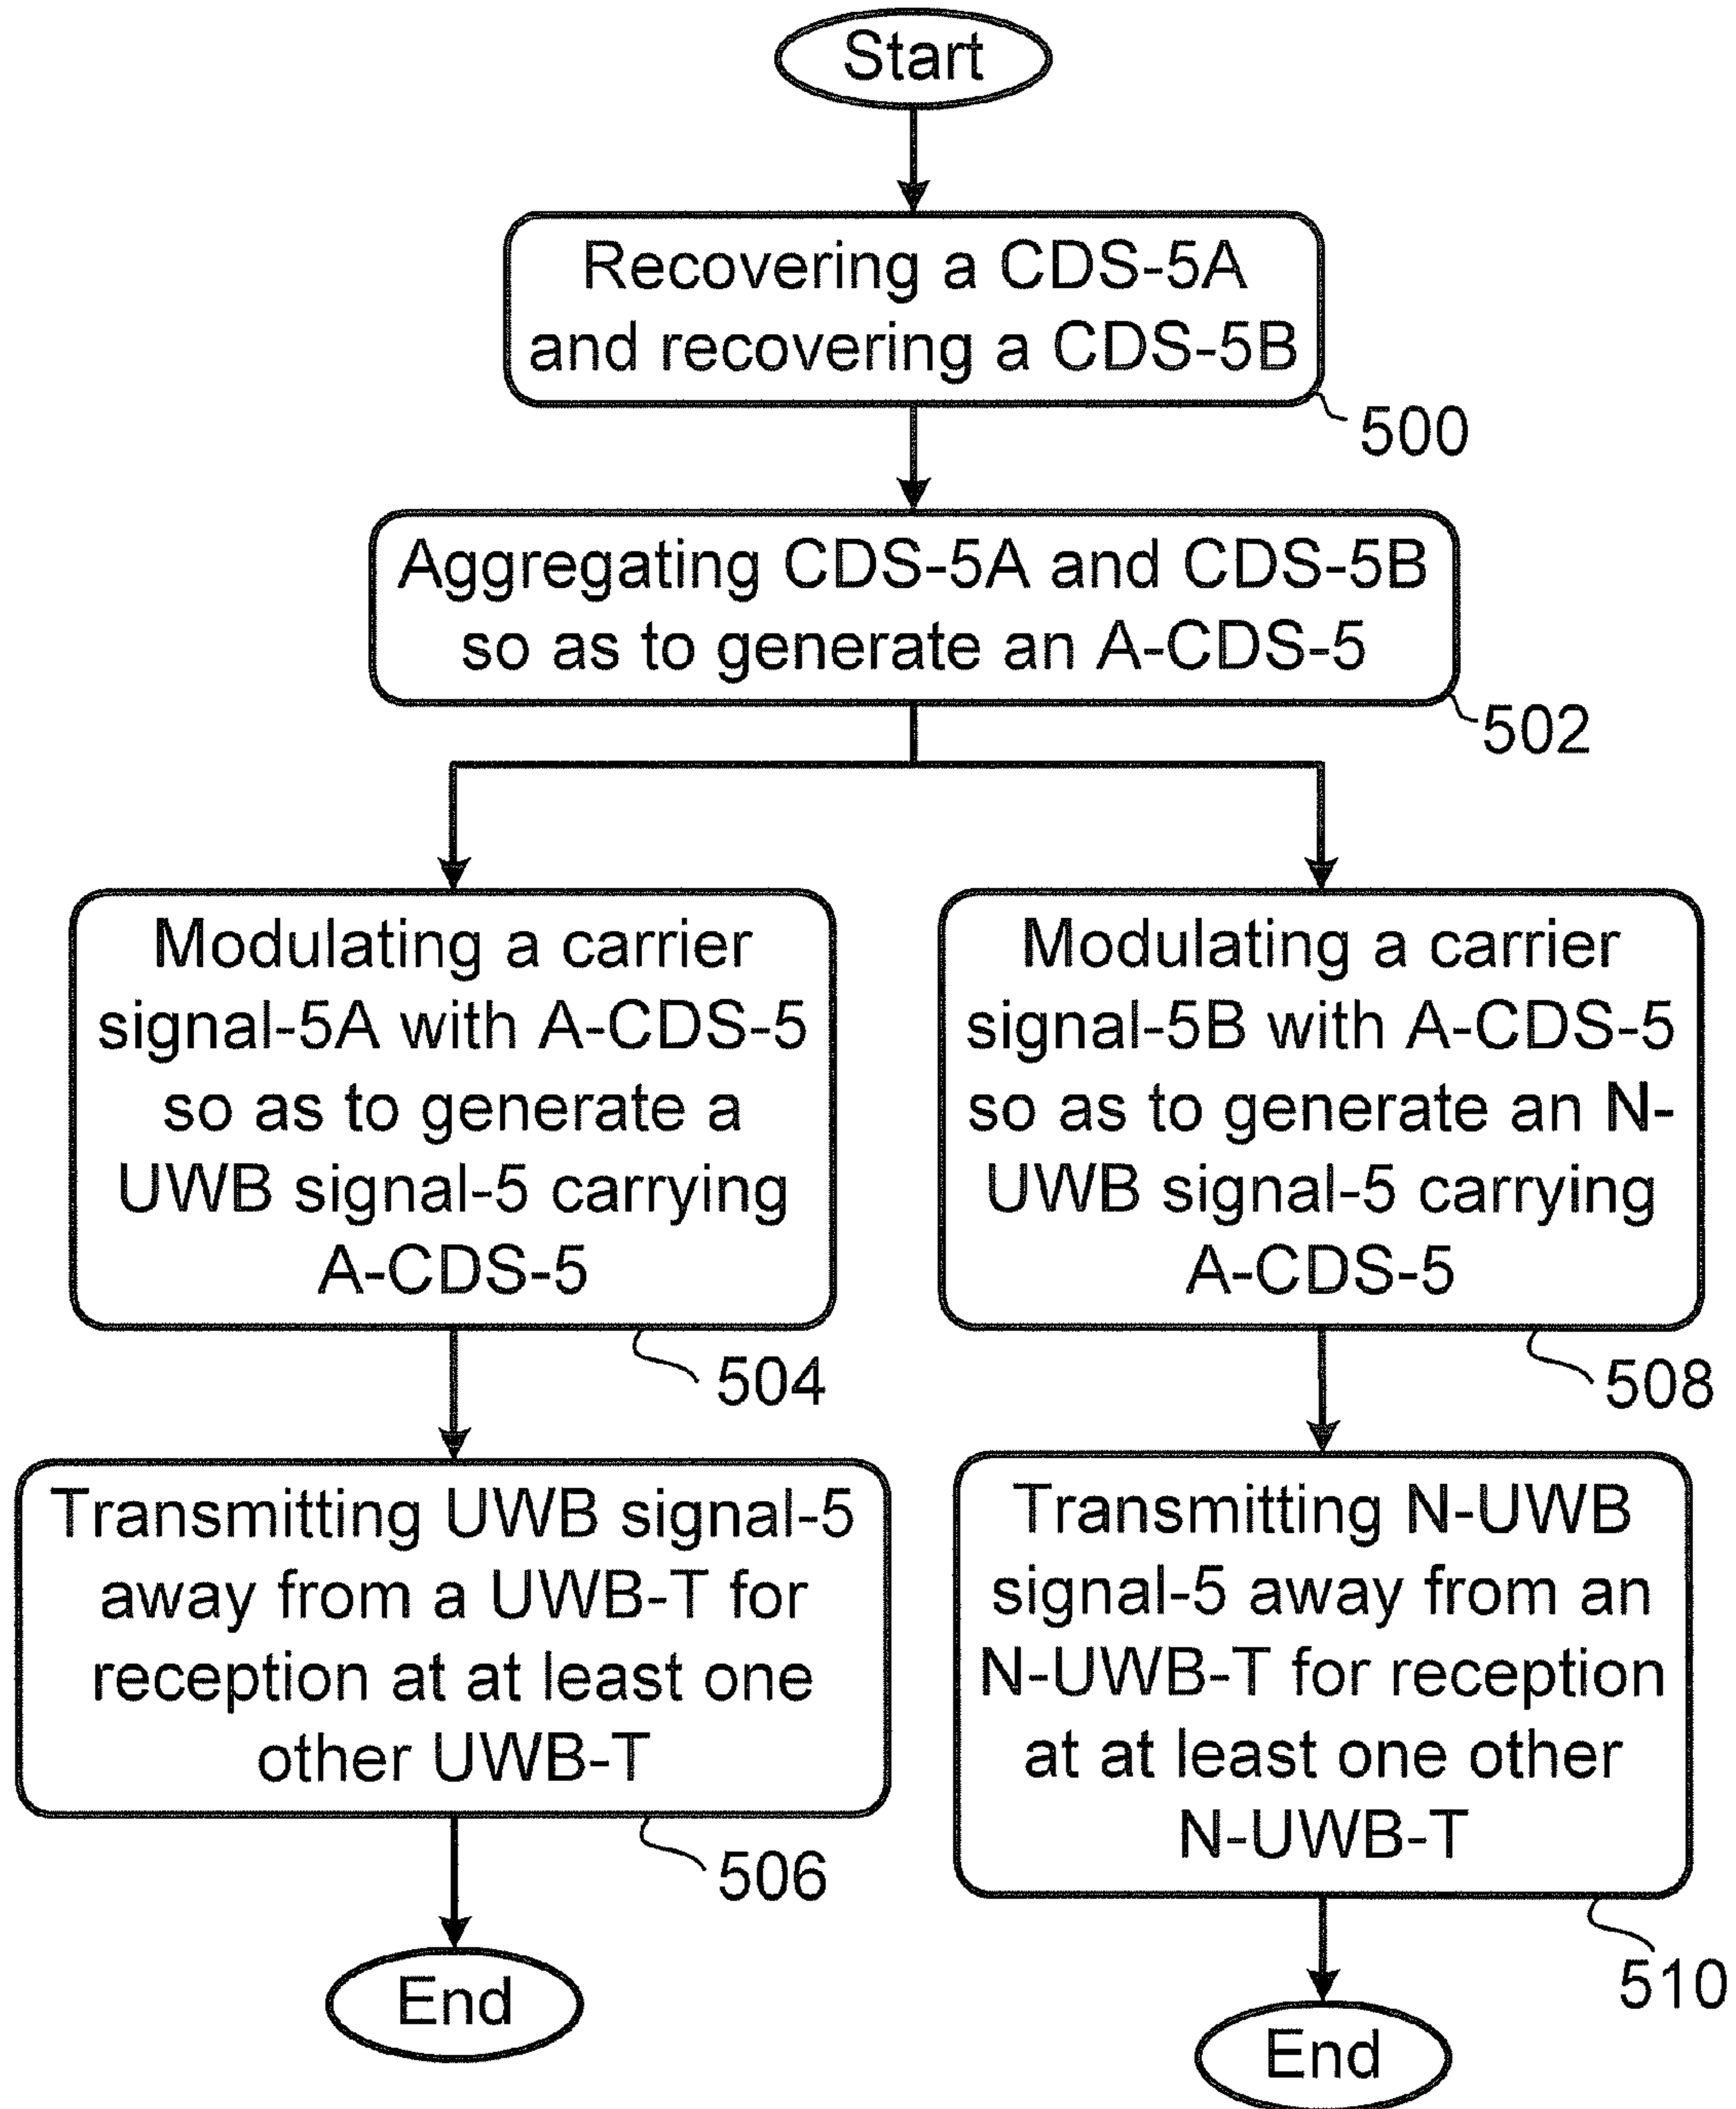 Start
Recovering a CDS-5A
and recovering a CDS-5B
500
Aggregating CDS-5A and CDS-5B
so as to generate an A-CDS-5
502
Modulating a carrier
signal-5A with A-CDS-5
so as to generate a
UWB signal-5 carrying
A-CDS-5
504
Transmitting UWB signal-5
away from a UWB-T for
reception at at least one
other UWB-T
506
End
Modulating a carrier
signal-5B with A-CDS-5
so as to generate an N-
UWB signal-5 carrying
A-CDS-5
508
Transmitting N-UWB
signal-5 away from an
N-UWB-T for reception
at at least one other
N-UWB-T
510
End